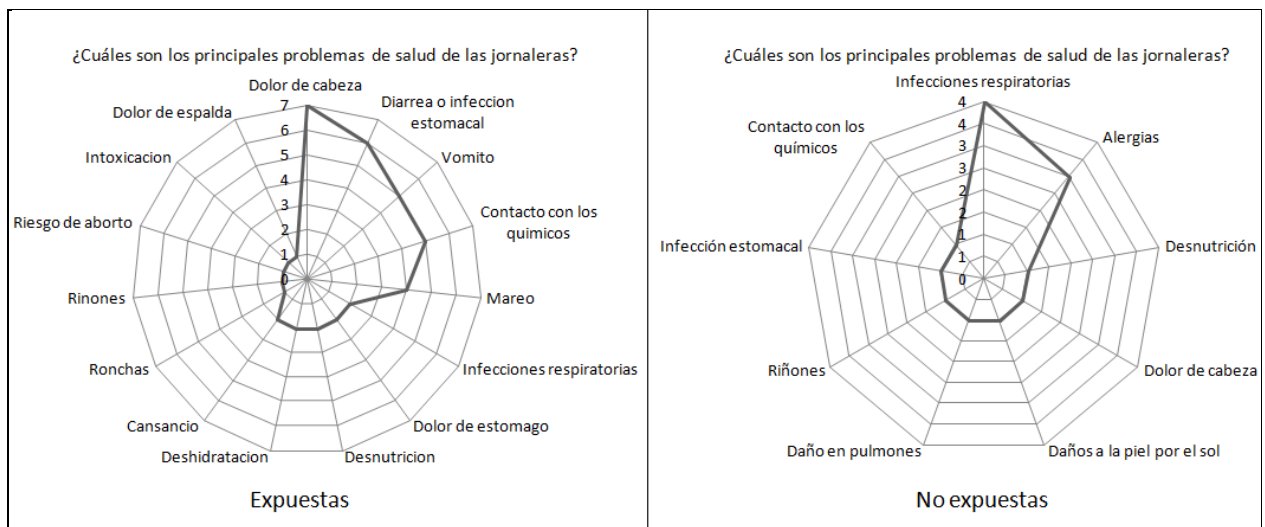 ¿Cuáles son los principales problemas de salud de las jornaleras?
Dolor de cabeza
Diarrea o infeccion
estomacal
Vomito
Contacto con los
quimicos
Mareo
Infecciones respiratorias
Dolor de estomago
Desnutricion
Deshidratacion
Cansancio
Ronchas
Rinones
Riesgo de aborto
Intoxicacion
Dolor de espalda
7
6
5
4
3
2
1
0
Expuestas
¿Cuáles son los principales problemas de salud de las jornaleras?
Infecciones respiratorias
Alergias
Desnutrición
Dolor de cabeza
Daños a la piel por el sol
Daño en pulmones
Riñones
Infección estomacal
Contacto con los
químicos
4
4
3
3
2
2
1
1
0
No expuestas